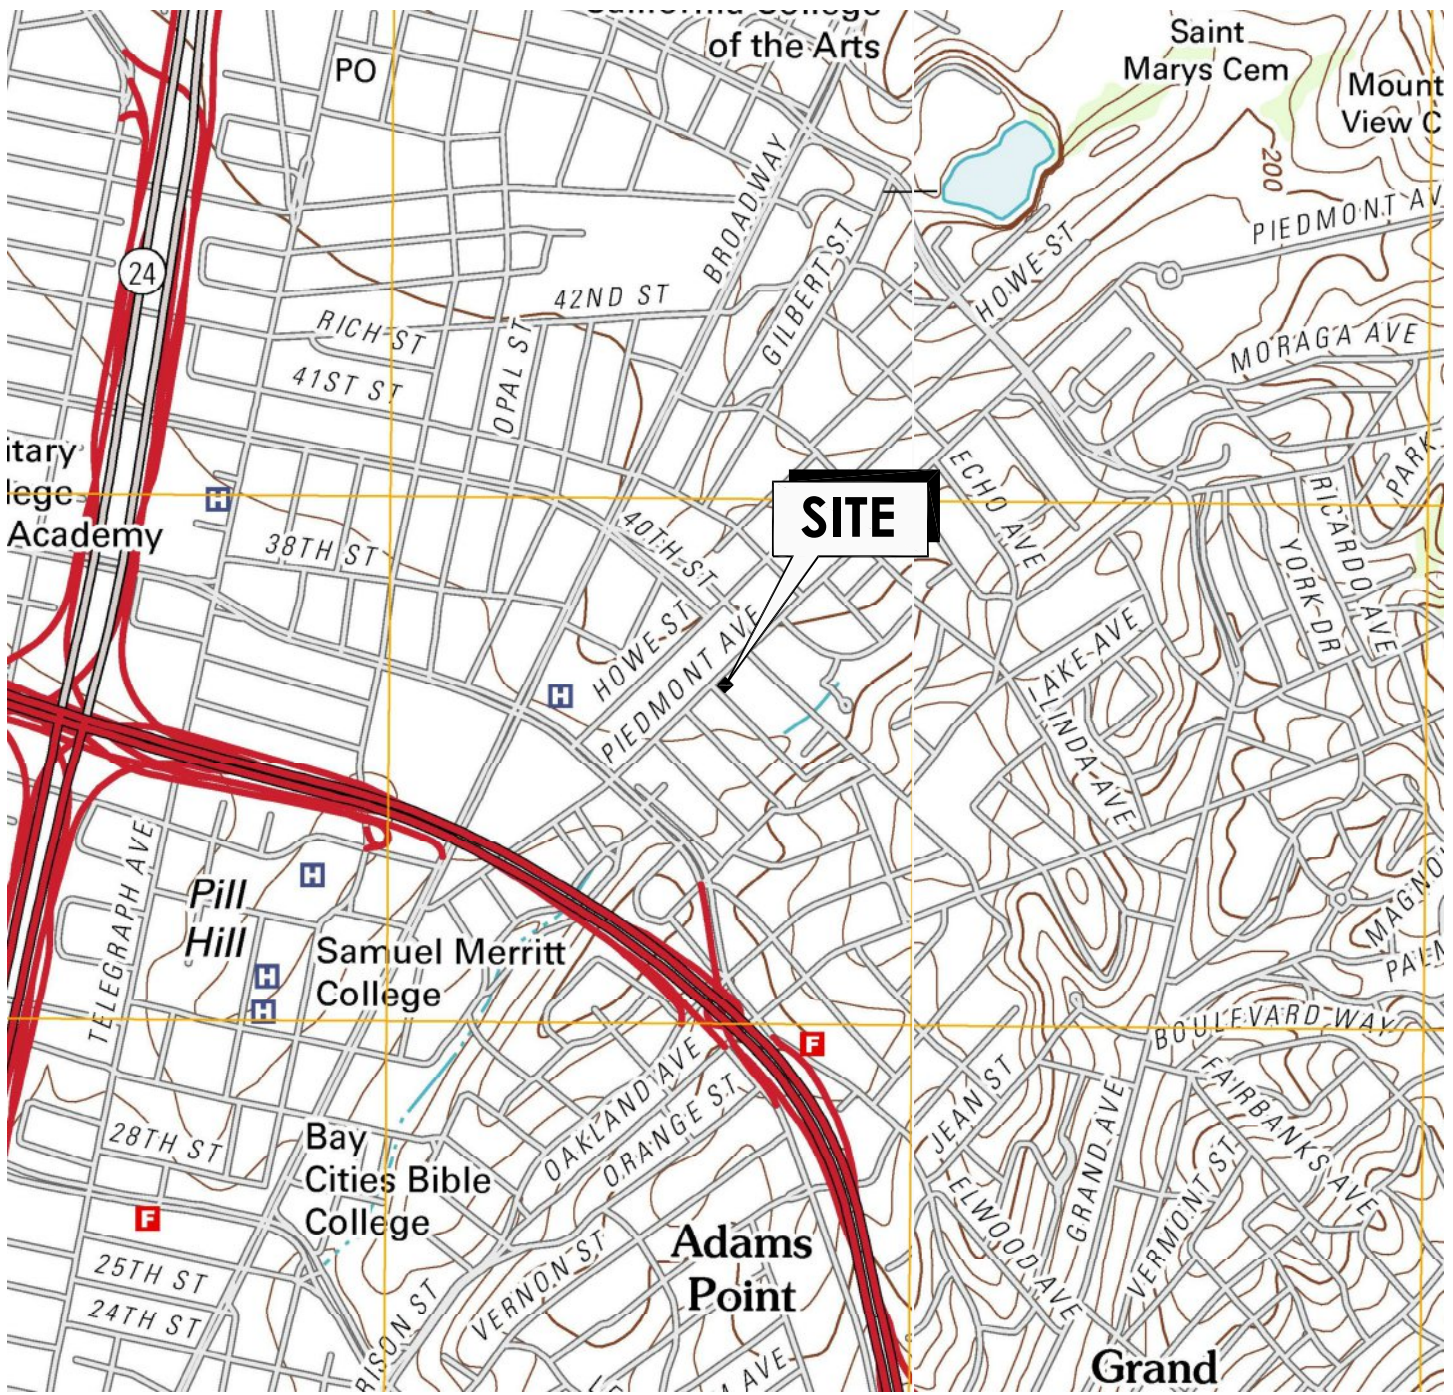 of the Arts
Saint
Marys Cem
Mount
View C
PO
BROADWAY
200
PIEDMONT AV
GILBERT ST
HOWE ST
24
42ND ST
RICH ST
MORAGA AVE
41ST ST
OPAL ST
itary
lege
Academy
H
ECHO AVE
PARK
RICARDO AVE
YORK DR
SITE
40TH ST
38TH ST
HOWE ST
PIEDMONT AVE
LAKE AVE
LINDA AVE
H
TELEGRAPH AVE
H
Pill
Hill
Samuel Merritt
College
H
H
MAGNO
PALM
BOULEVARD WAY
F
OAKLAND AVE
ORANGE ST
JEAN ST
FAIRBANKS AVE
GRAND AVE
VERMONT ST
ELWOOD AVE
28TH ST
Bay
Cities Bible
College
F
25TH ST
24TH ST
RISON ST
VERNON ST
Adams
Point
Grand